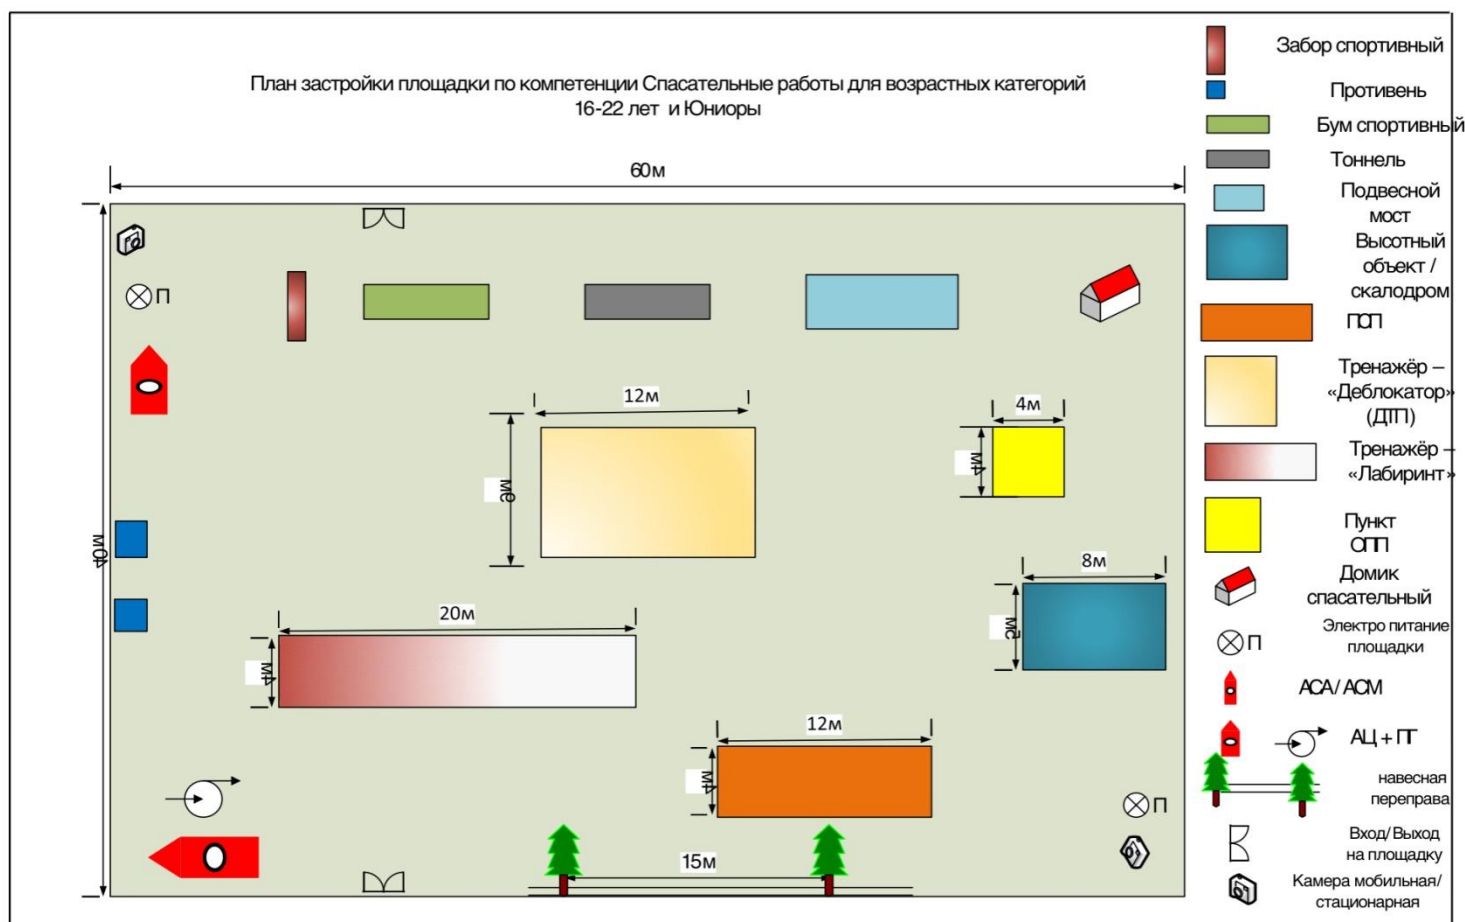 План застройки площадки по компетенции Спасательные работы для возрастных категорий
16-22 лет и Юниоры
60м
40м
П
12м
9м
4м
4м
8м
5м
20м
4м
12м
4м
15м
П
Забор спортивный
Противень
Бум спортивный
Тоннель
Подвесной
мост
Высотный
объект /
скалодром
ПСП
Тренажёр –
«Деблокатор»
(ДТП)
Тренажёр –
«Лабиринт»
Пункт
ОПП
Домик
спасательный
Электро питание
площадки
П
АСА/ АСМ
АЦ + ПГ
навесная
переправа
Вход/ Выход
на площадку
Камера мобильная/
стационарная